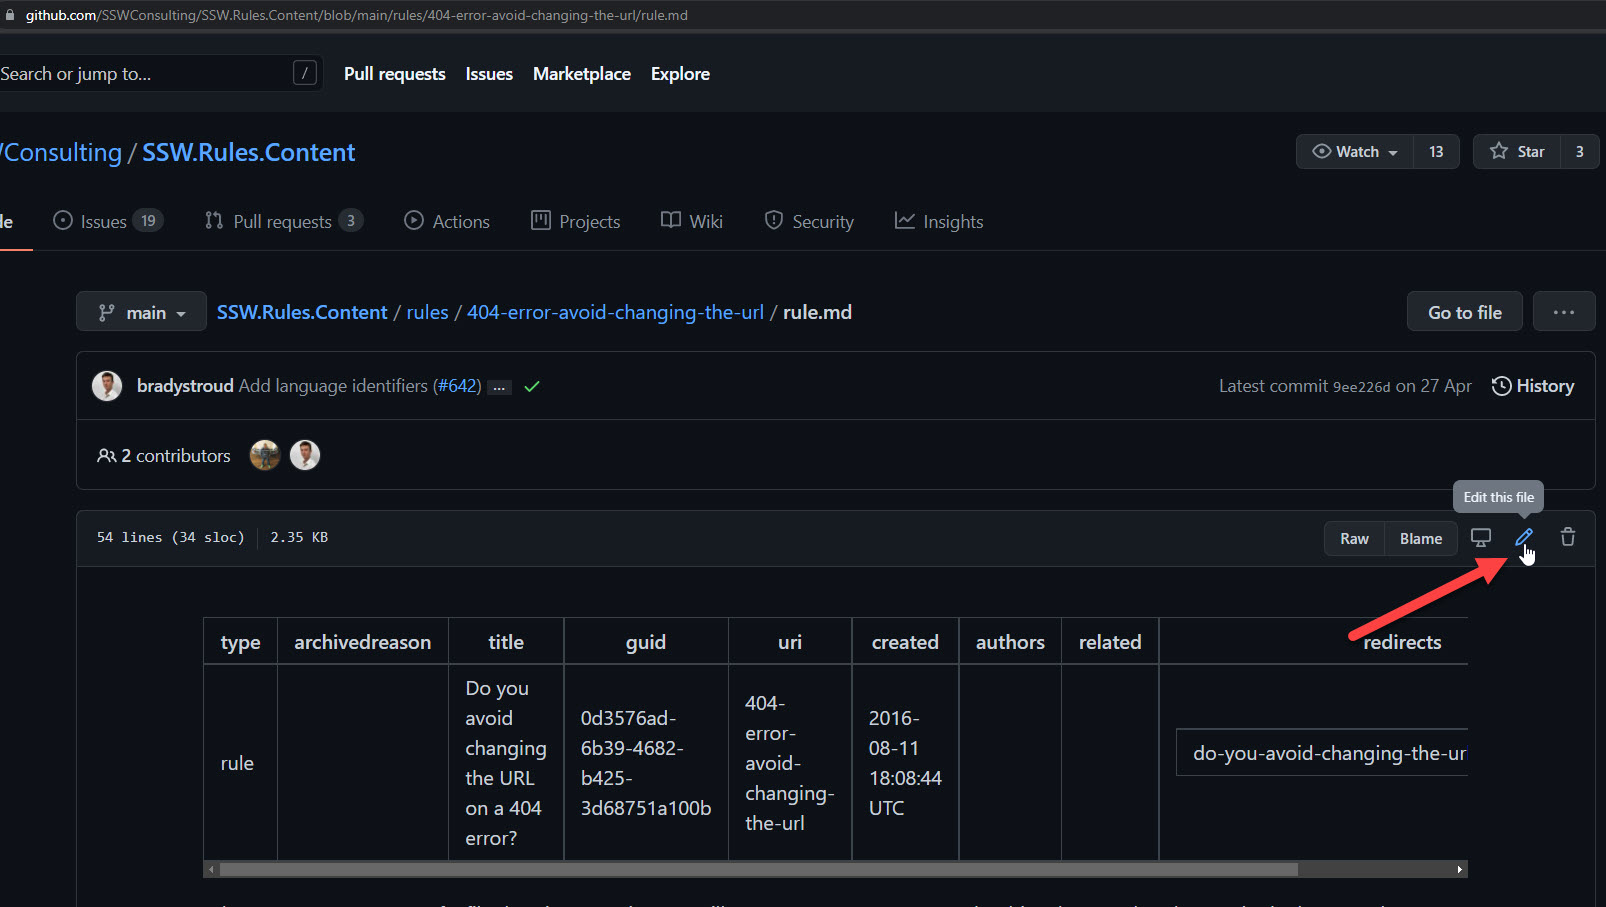 github.com/SSWConsulting/SSW.Rules.Content/blob/main/rules/404-error-avoid-changing-the-url/rule.md
Search or jump to... / Pull requests Issues Marketplace Explore
Consulting / SSW.Rules.Content Watch 13 Star 3
de Issues 19 Pull requests 3 Actions Projects Wiki Security Insights
main SSW.Rules.Content / rules / 404-error-avoid-changing-the-url / rule.md Go to file ...
bradystroud Add language identifiers (#642) ... Latest commit 9ee226d on 27 Apr History
2 contributors
Edit this file
54 lines (34 sloc) 2.35 KB Raw Blame
type archivedreason title guid uri created authors related redirects
rule
Do you
avoid
changing
the URL
on a 404
error?
0d3576ad-
6b39-4682-
b425-
3d68751a100b
404-
error-
avoid-
changing-
the-url
2016-
08-11
18:08:44
UTC
do-you-avoid-changing-the-ur